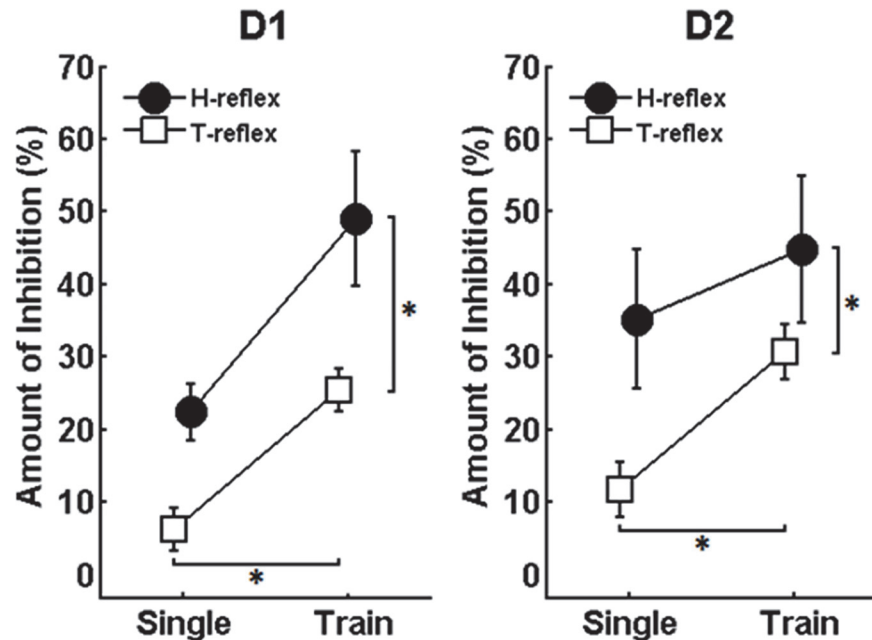 D1
70
60
50
40
30
20
10
0
Amount of Inhibition (%)
H-reflex
T-reflex
*
*
Single Train
D2
70
60
50
40
30
20
10
0
Amount of Inhibition (%)
H-reflex
T-reflex
*
*
Single Train